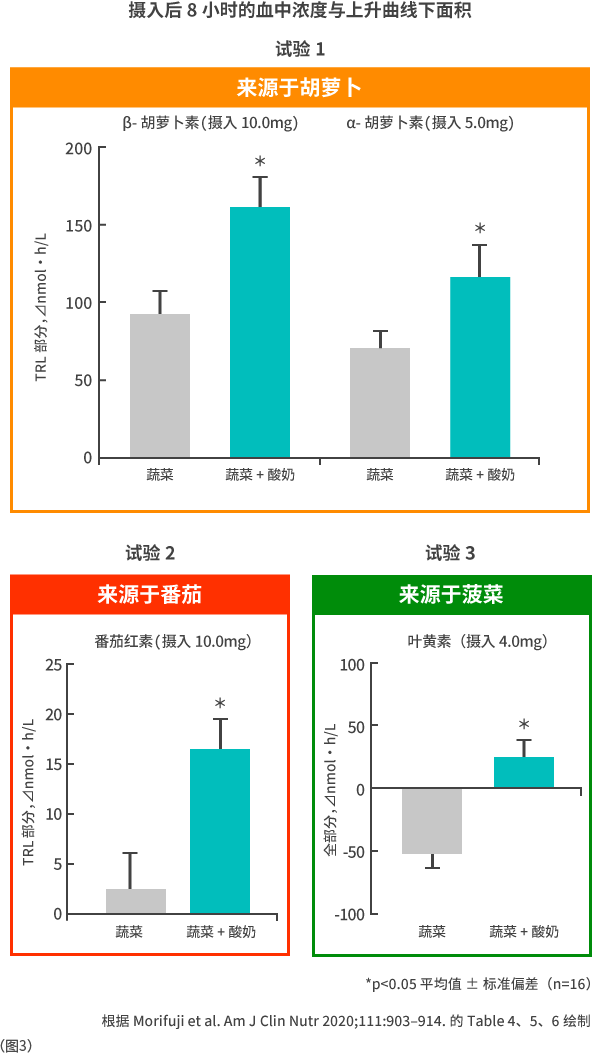 摄入后 8 小时的血中浓度与上升曲线下面积
试验 1
来源于胡萝卜
β- 胡萝卜素(摄入 10.0mg)
α- 胡萝卜素(摄入 5.0mg)
TRL 部分,⊿nmol・h/L
200
150
100
50
0
*
*
蔬菜
蔬菜 + 酸奶
蔬菜
蔬菜 + 酸奶
试验 2
来源于番茄
番茄红素(摄入 10.0mg）
TRL 部分,⊿nmol・h/L
25
20
15
10
5
0
*
蔬菜
蔬菜 + 酸奶
试验 3
来源于菠菜
叶黄素（摄入 4.0mg）
全部分,⊿nmol・h/L
100
50
0
-50
-100
*
蔬菜
蔬菜 + 酸奶
*p<0.05 平均值 ± 标准偏差（n=16）
根据 Morifuji et al. Am J Clin Nutr 2020;111:903–914. 的 Table 4、5、6 绘制
（图3）